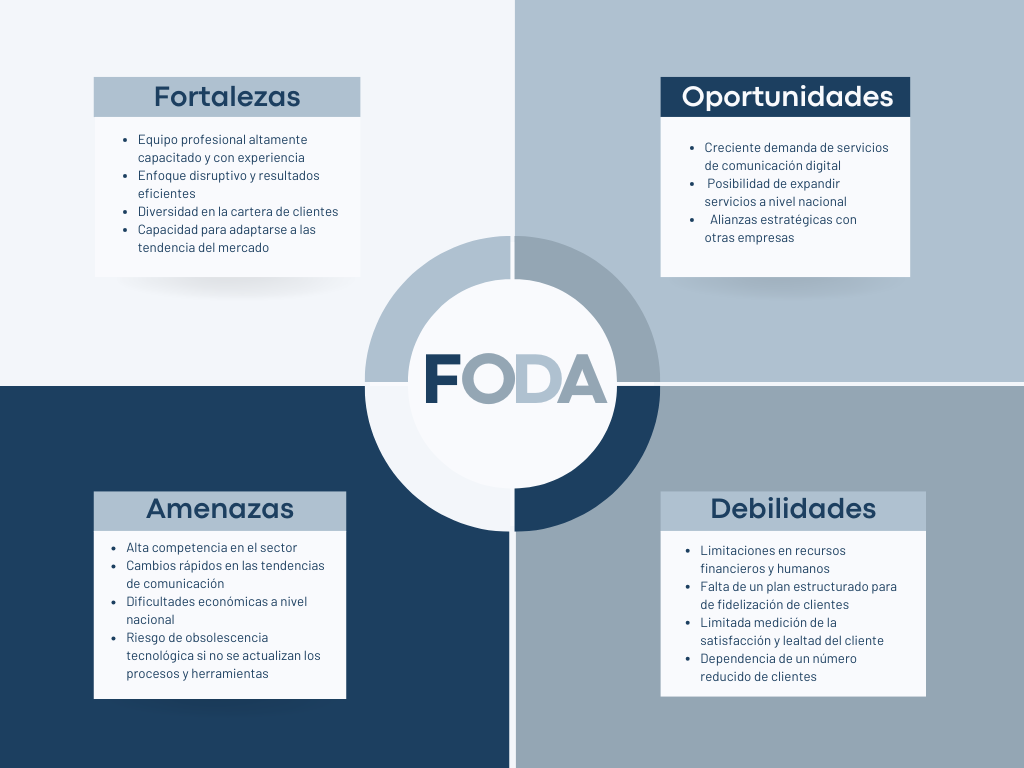 Fortalezas
• Equipo profesional altamente
capacitado y con experiencia
• Enfoque disruptivo y resultados
eficientes
• Diversidad en la cartera de clientes
• Capacidad para adaptarse a las
tendencia del mercado
Oportunidades
• Creciente demanda de servicios
de comunicación digital
• Posibilidad de expandir
servicios a nivel nacional
• Alianzas estratégicas con
otras empresas
FODA
Amenazas
• Alta competencia en el sector
• Cambios rápidos en las tendencias
de comunicación
• Dificultades económicas a nivel
nacional
• Riesgo de obsolescencia
tecnológica si no se actualizan los
procesos y herramientas
Debilidades
• Limitaciones en recursos
financieros y humanos
• Falta de un plan estructurado para
de fidelización de clientes
• Limitada medición de la
satisfacción y lealtad del cliente
• Dependencia de un número
reducido de clientes